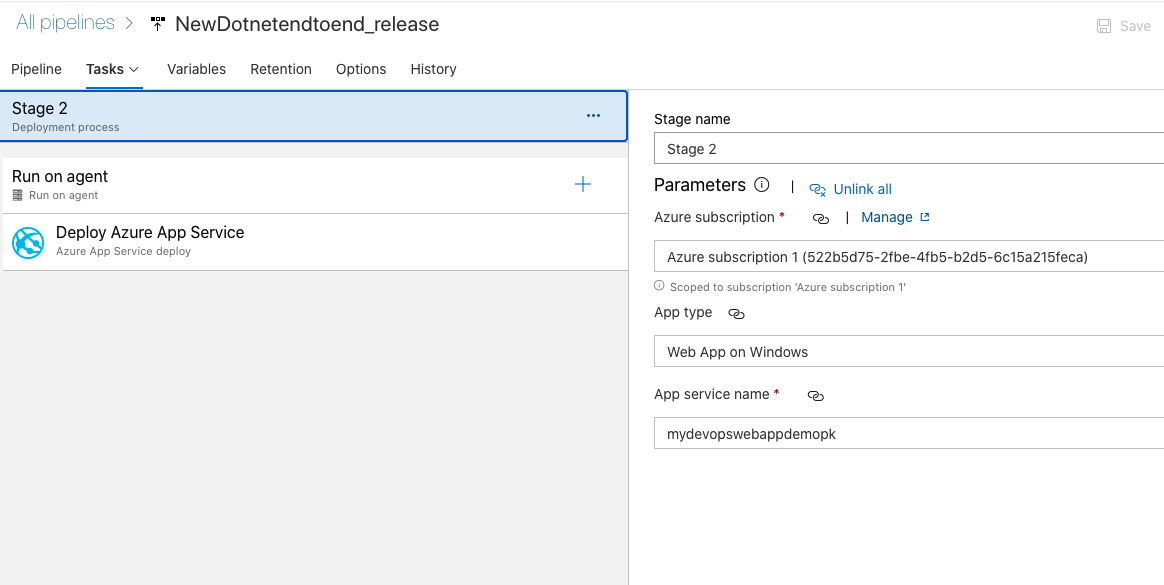 All pipelines > NewDotnetendtoend_release
Save
Pipeline Tasks Variables Retention Options History
Stage 2
Deployment process
Run on agent
Run on agent
Deploy Azure App Service
Azure App Service deploy
Stage name
Stage 2
Parameters | Unlink all
Azure subscription * | Manage
Azure subscription 1 (522b5d75-2fbe-4fb5-b2d5-6c15a215feca)
Scoped to subscription 'Azure subscription 1'
App type
Web App on Windows
App service name *
mydevopswebappdemopk